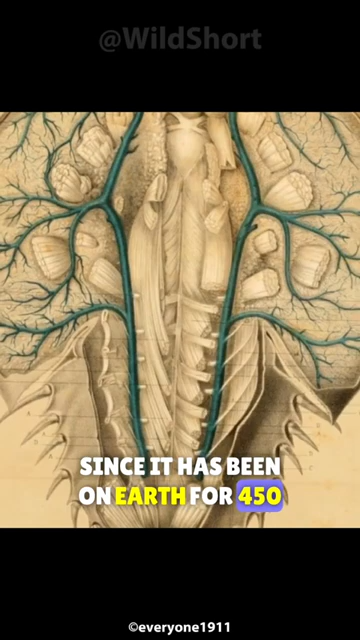 @WildShort
SINCE IT HAS BEEN
ON EARTH FOR 450
©everyone1911